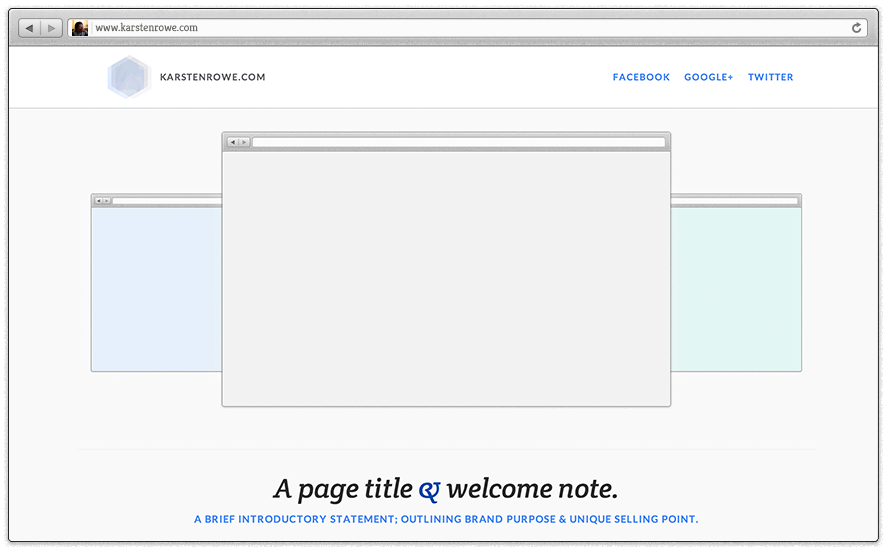 www.karstenrowe.com
KARSTENROWE.COM
FACEBOOK GOOGLE+ TWITTER
A page title & welcome note.
A BRIEF INTRODUCTORY STATEMENT; OUTLINING BRAND PURPOSE & UNIQUE SELLING POINT.